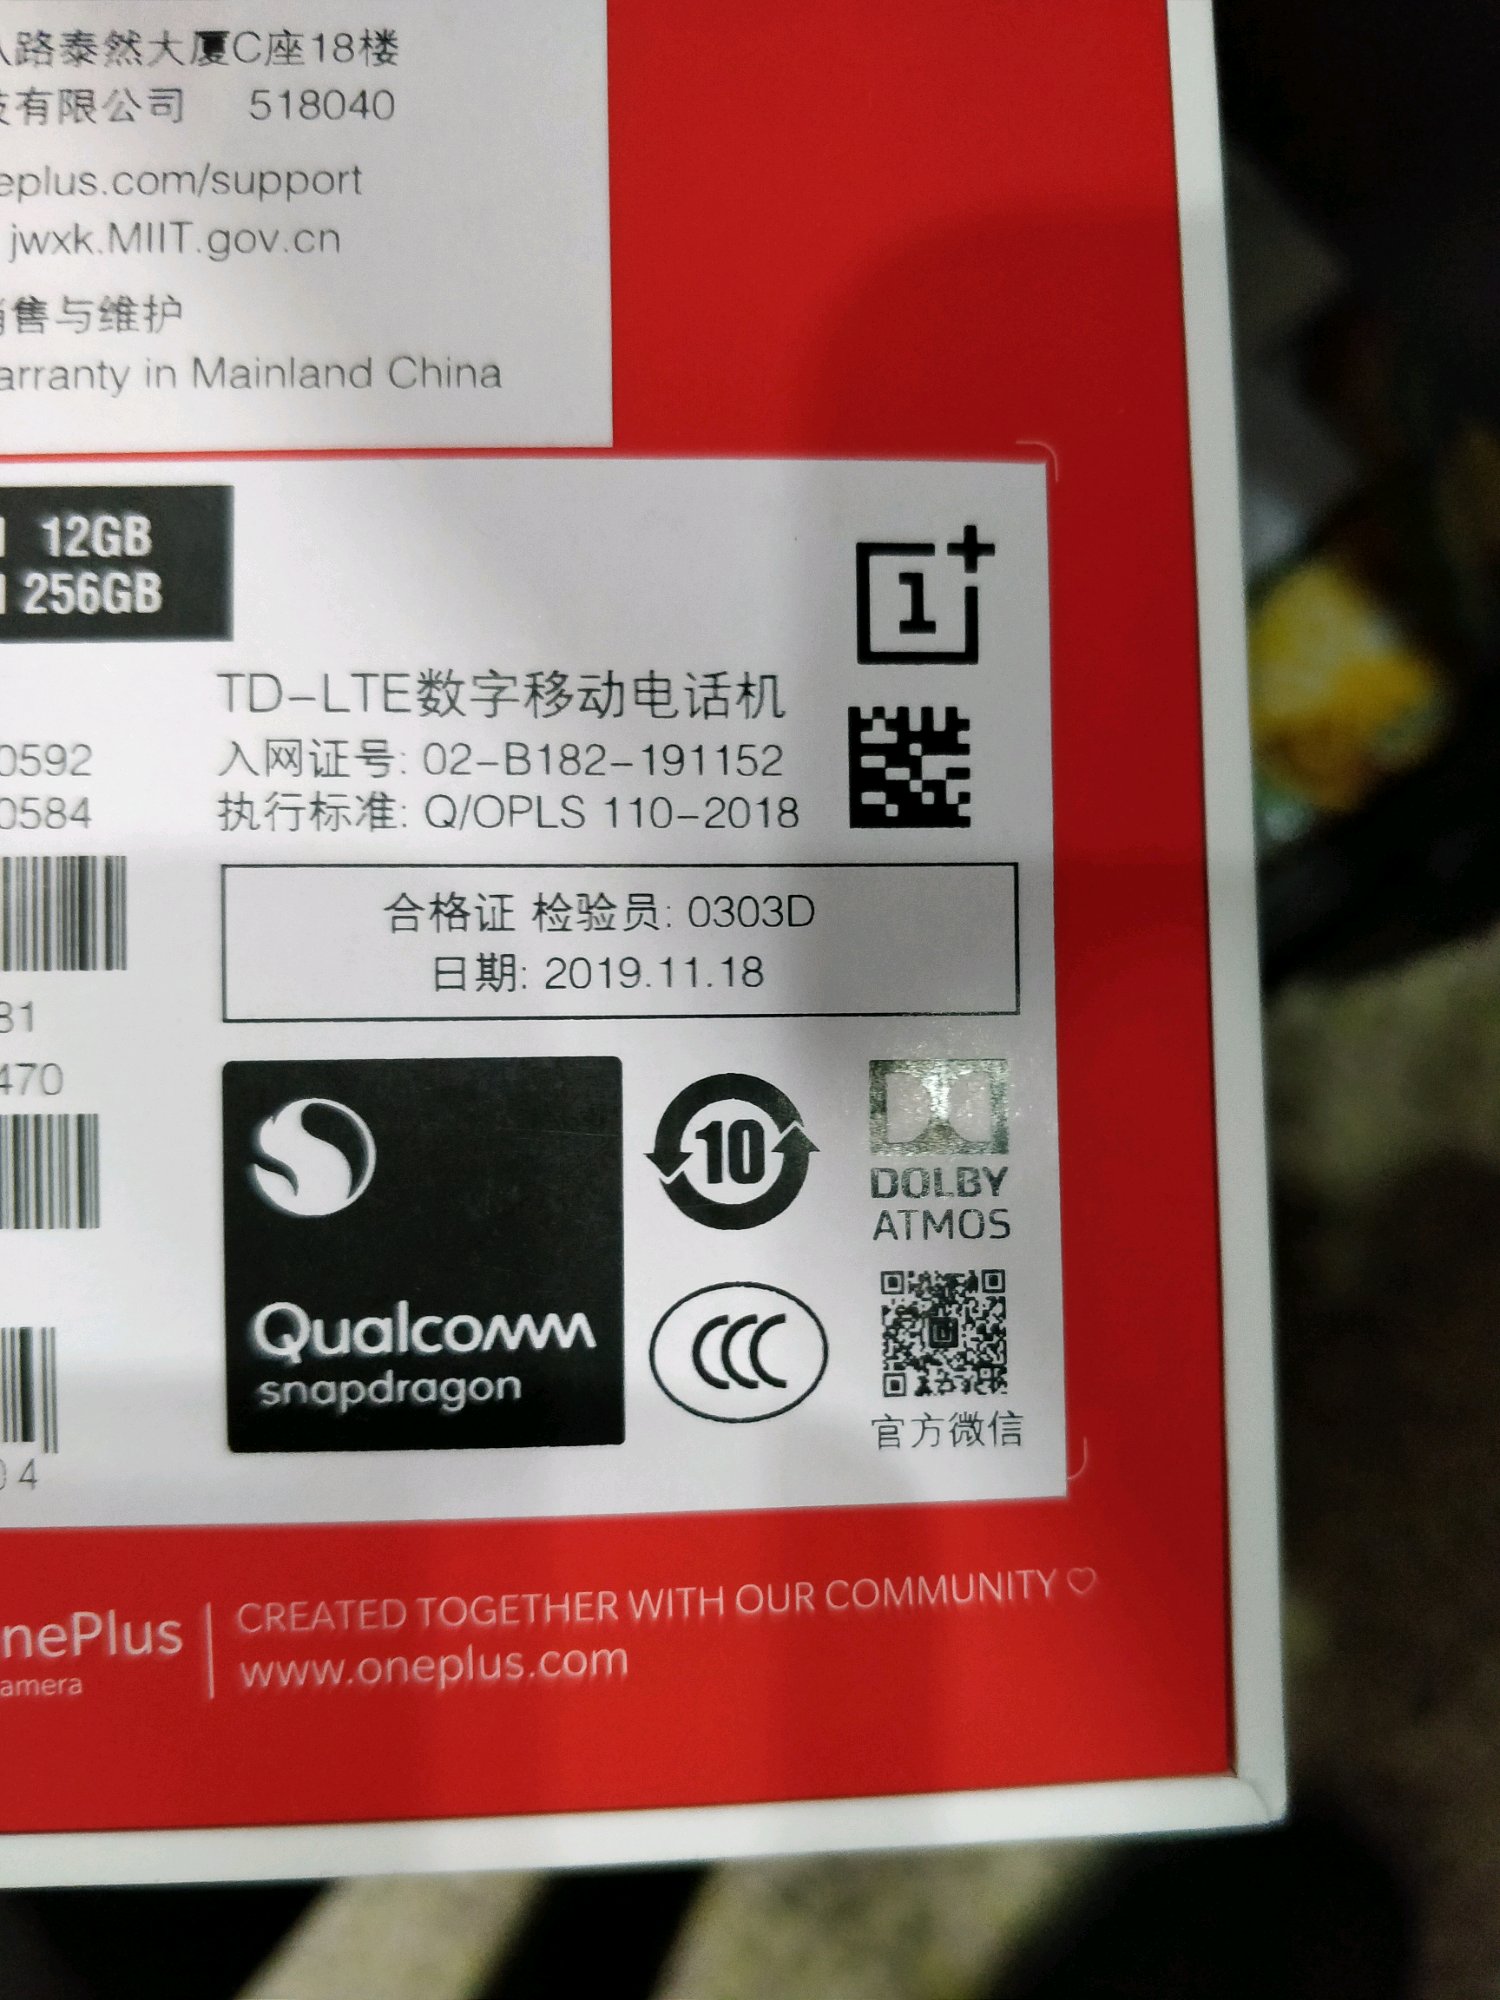 路泰然大厦C座18楼
有限公司 518040
eplus.com/support
jwxk.MIIT.gov.cn
售与维护
arranty in Mainland China
12GB
256GB
1+
TD-LTE数字移动电话机
0592
入网证号: 02-B182-191152
0584
执行标准: Q/OPLS 110-2018
合格证 检验员: 0303D
日期: 2019.11.18
31
470
10
DOLBY
ATMOS
Qualcomm
snapdragon
CCC
官方微信
04
nePlus
amera
CREATED TOGETHER WITH OUR COMMUNITY ♡
www.oneplus.com